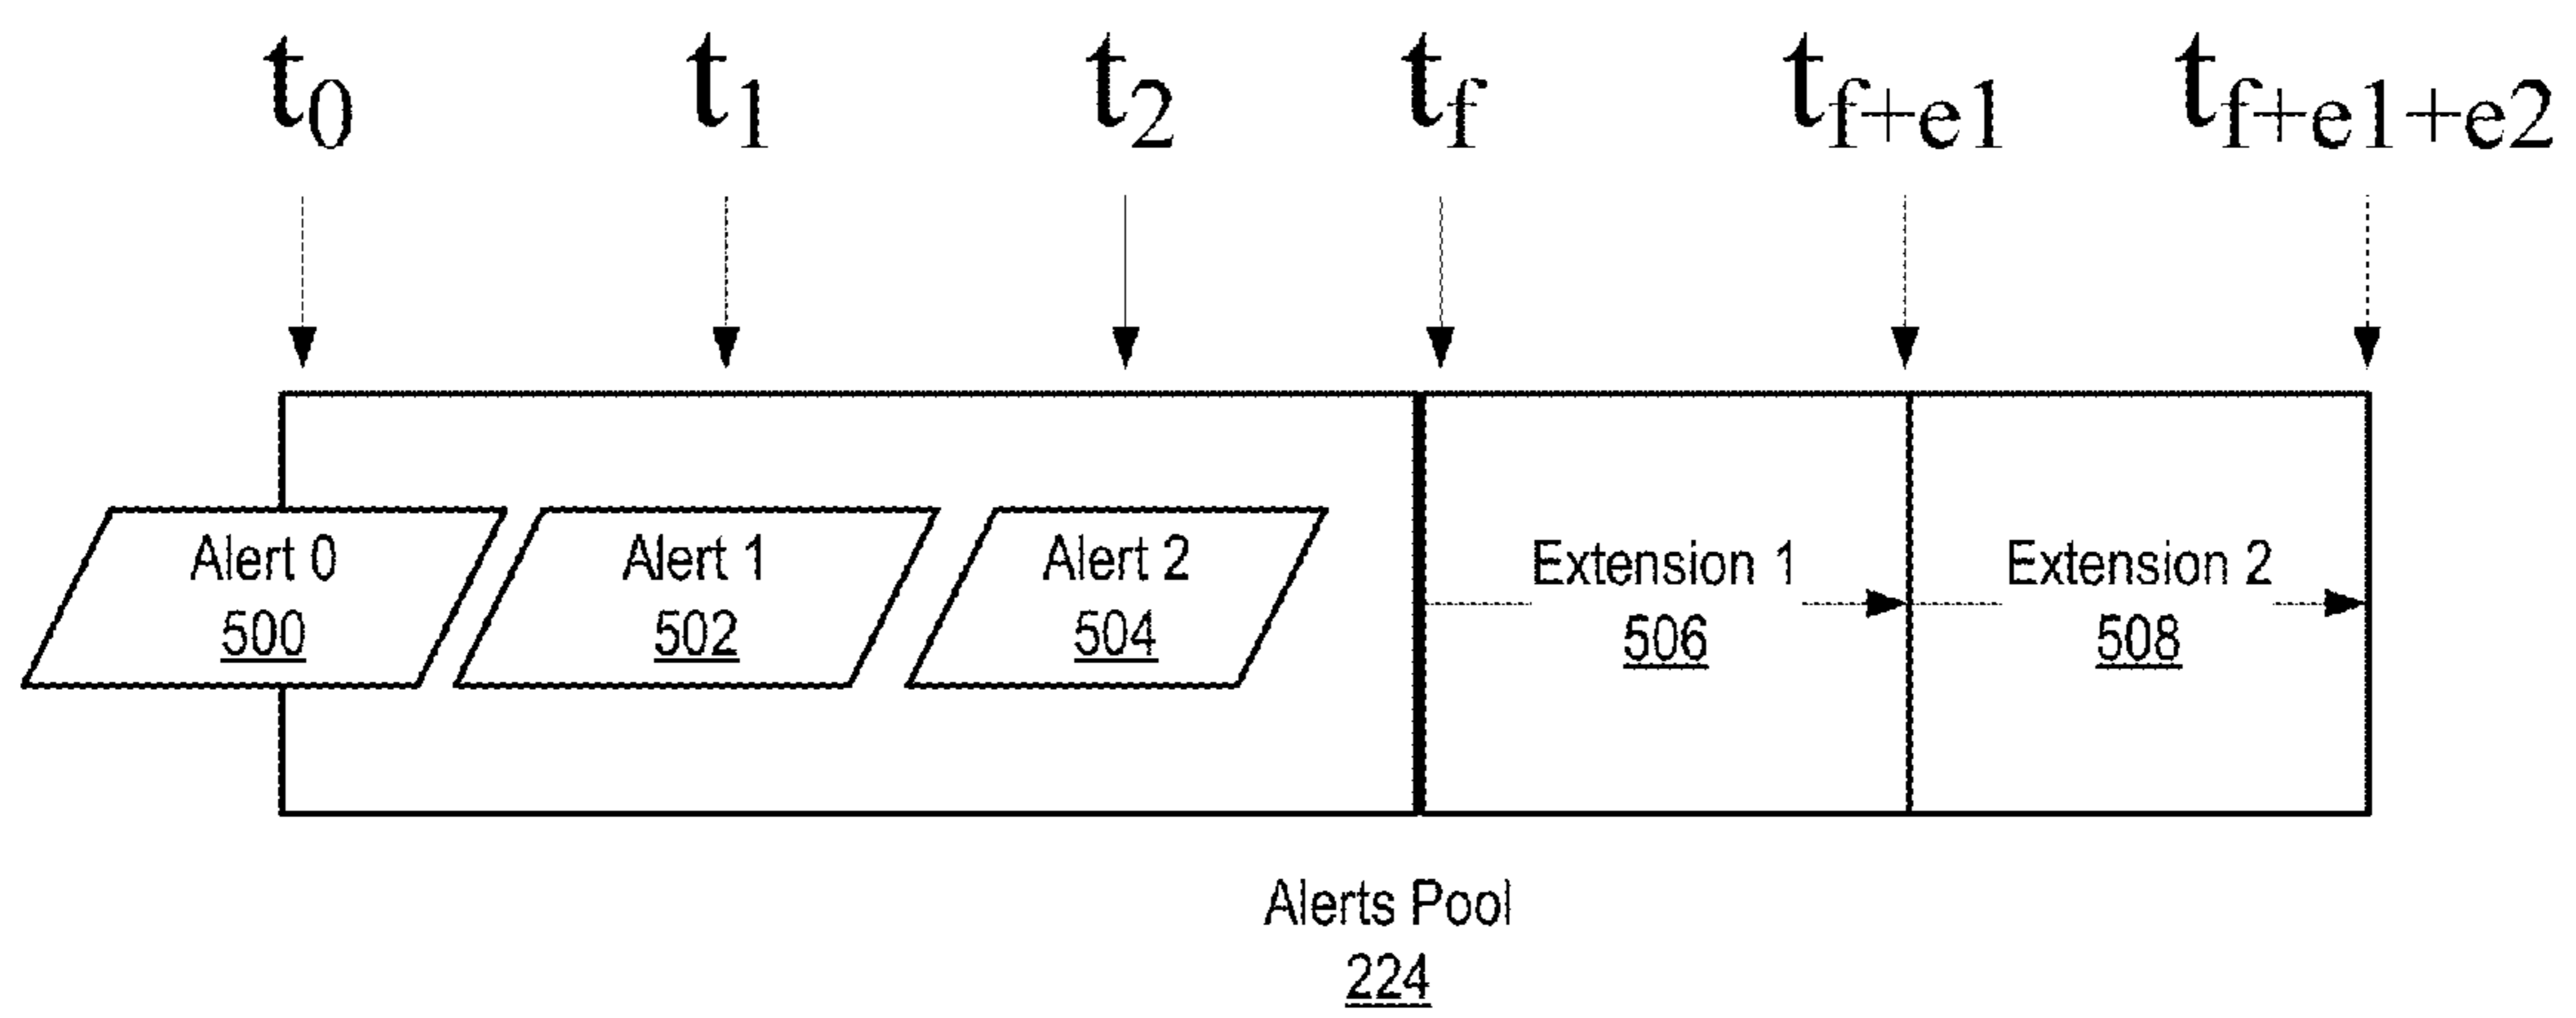 t0 t1 t2 tf tf+e1 tf+e1+e2
Alert 0 Alert 1 Alert 2 Extension 1 Extension 2
500 502 504 506 508
Alerts Pool
224